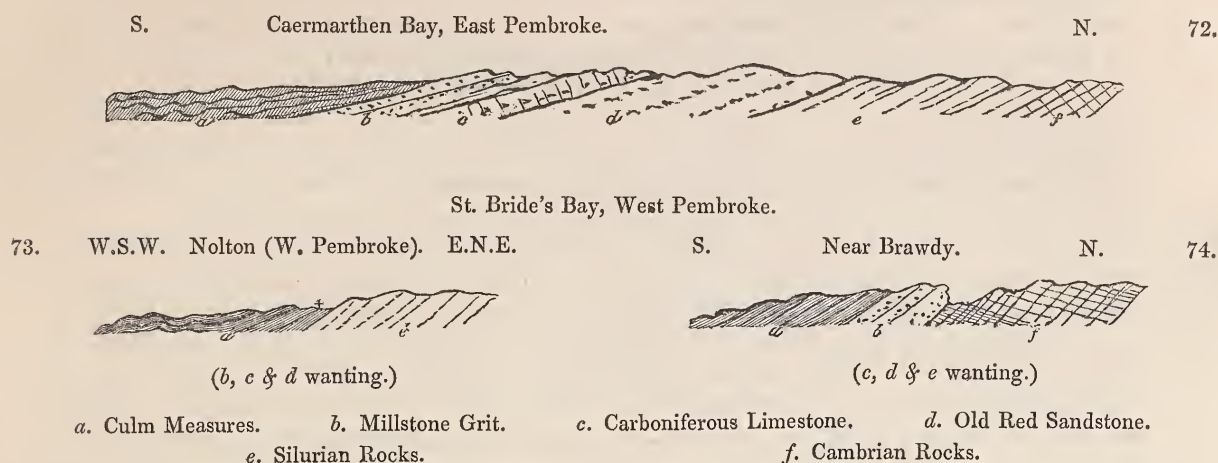 S. Caermarthen Bay, East Pembroke. N. 72.
a b c d e f
St. Bride's Bay, West Pembroke.
73. W.S.W. Nolton (W. Pembroke). E.N.E. S. Near Brawdy. N. 74.
a e a b f
(b, c & d wanting.) (c, d & e wanting.)
a. Culm Measures. b. Millstone Grit. c. Carboniferous Limestone. d. Old Red Sandstone.
e. Silurian Rocks. f. Cambrian Rocks.